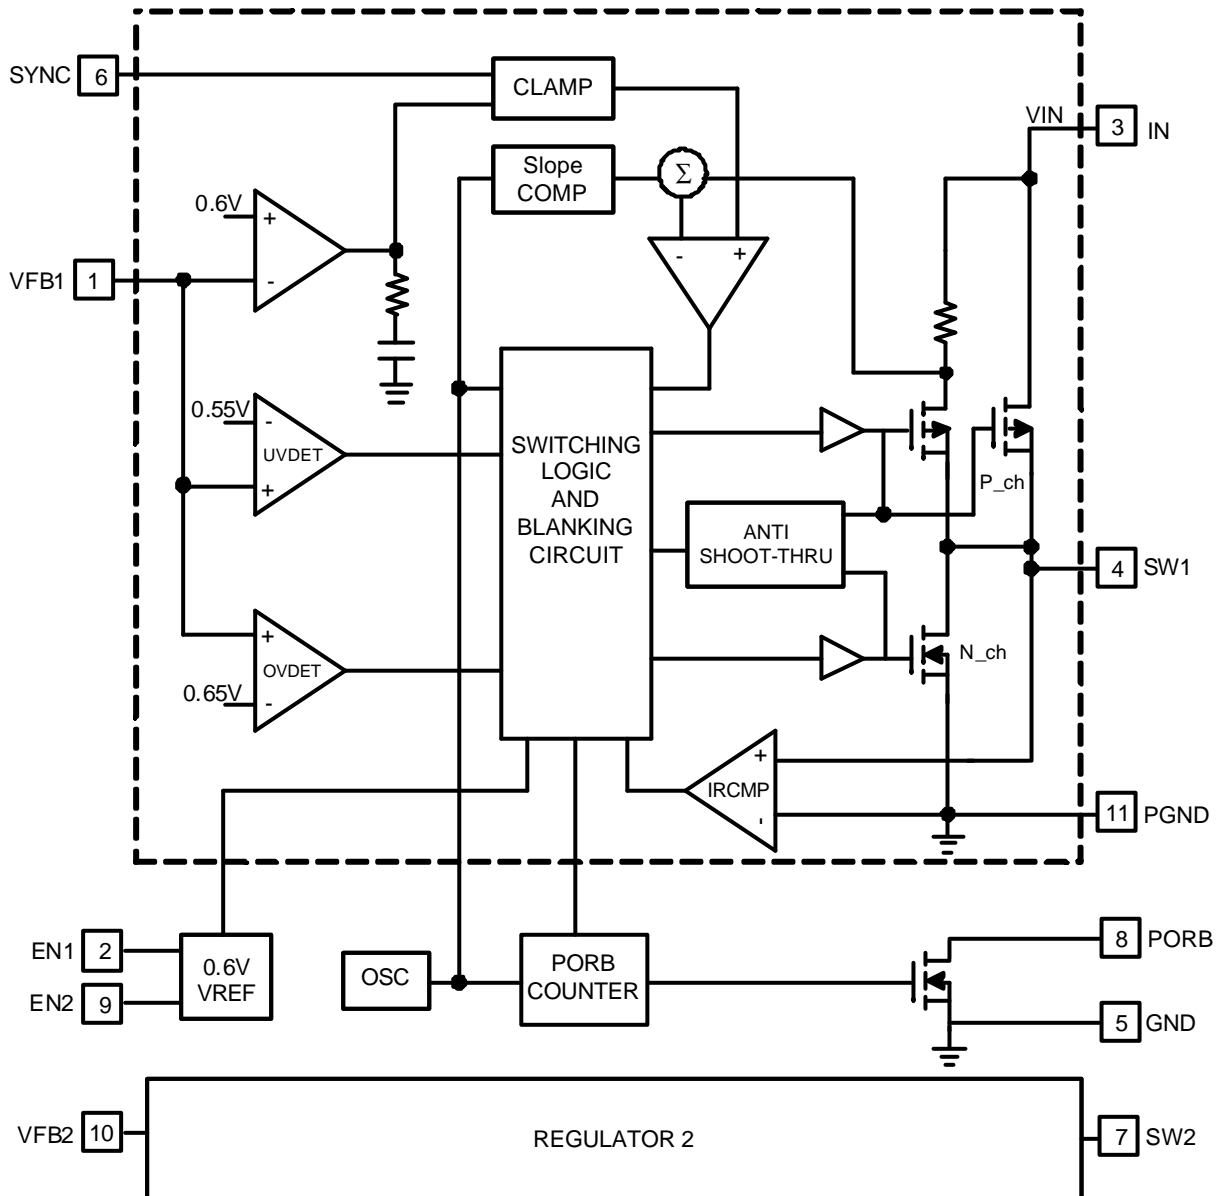 SYNC 6
CLAMP
VIN
3 IN
Slope
COMP
Σ
0.6V
+
-
- +
VFB1 1
0.55V
-
UVDET
+
SWITCHING
LOGIC
AND
BLANKING
CIRCUIT
P_ch
ANTI
SHOOT-THRU
4 SW1
+
OVDET
0.65V
-
N_ch
+
IRCMP
-
11 PGND
EN1 2
EN2 9
0.6V
VREF
OSC
PORB
COUNTER
8 PORB
5 GND
VFB2 10
REGULATOR 2
7 SW2